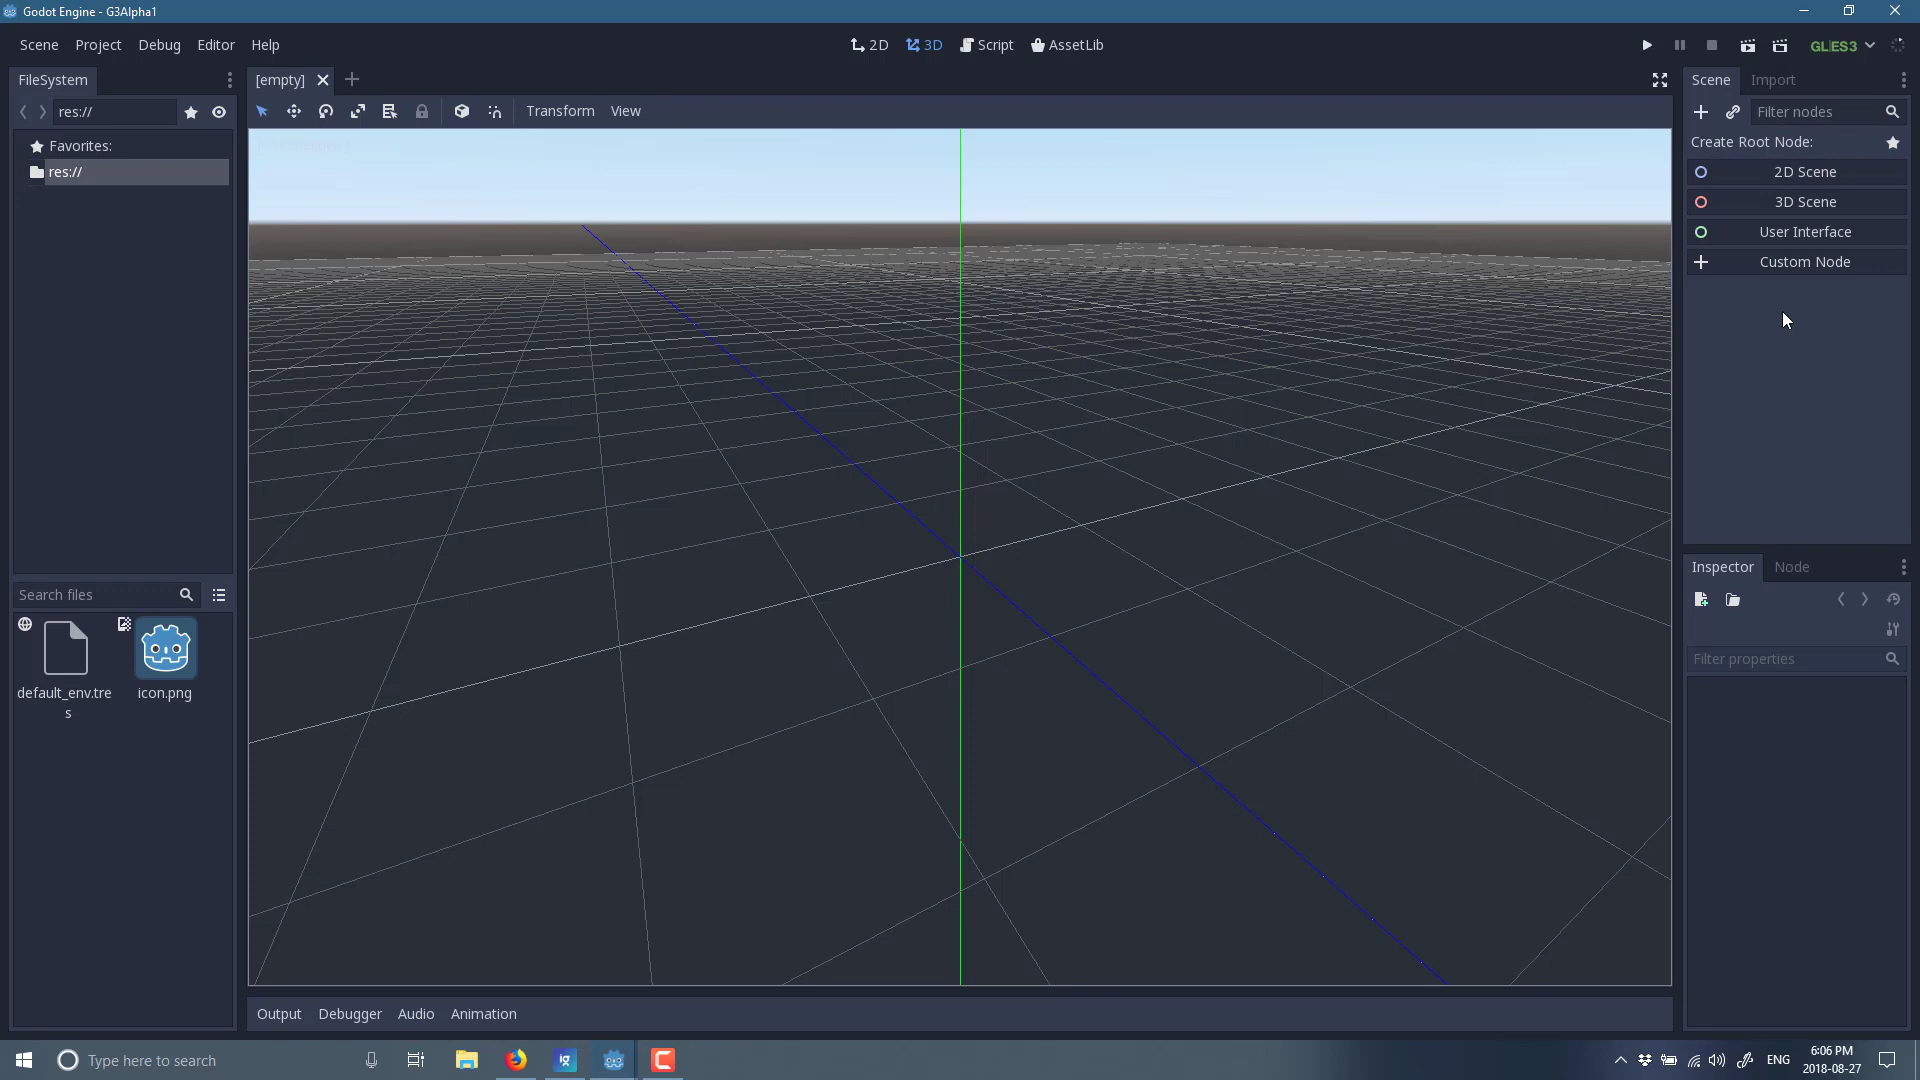 Godot Engine - G3Alpha1
Scene Project Debug Editor Help
2D 3D Script AssetLib
GLES3
FileSystem
[empty]
Scene Import
res://
Transform View
Filter nodes
Favorites:
res://
Create Root Node:
2D Scene
3D Scene
User Interface
Custom Node
Search files
default_env.tre
s
icon.png
Inspector Node
Filter properties
Output Debugger Audio Animation
Type here to search
ig
ENG
6:06 PM
2018-08-27